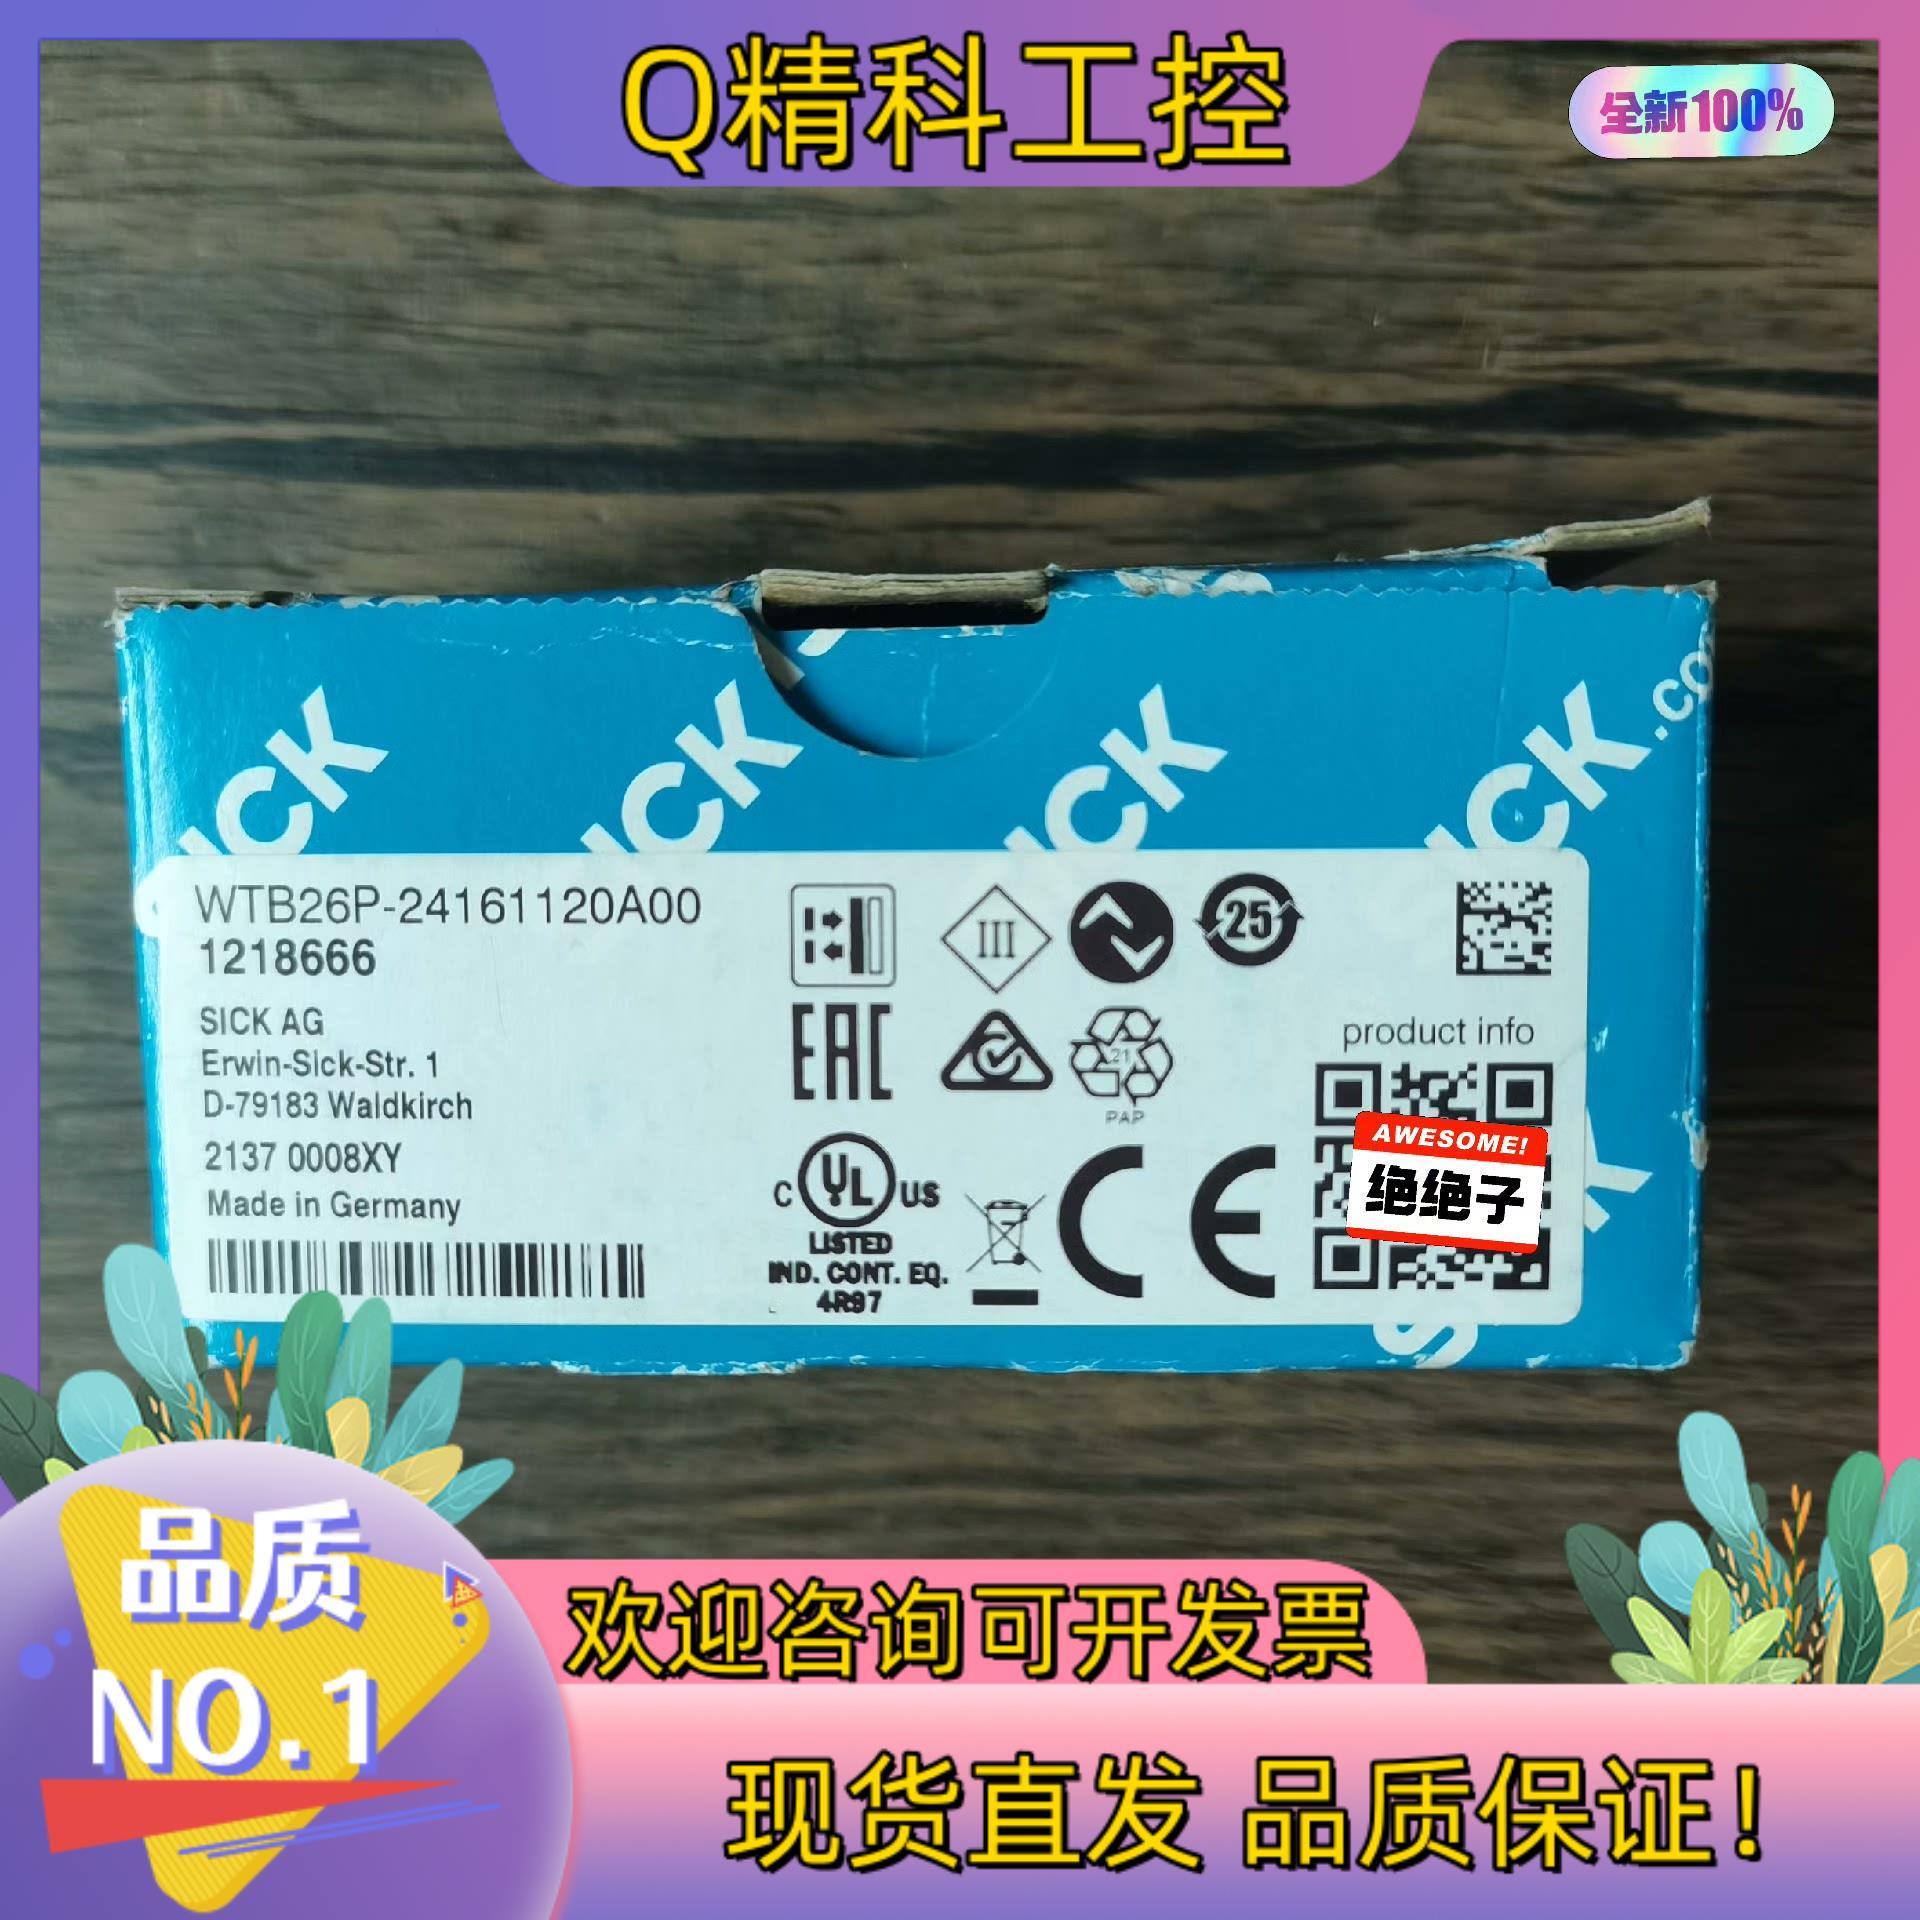 Q精科工控
全新100%
SICK
SICK
SICK
SICK.co
WTB26P-24161120A00
1218666
SICK AG
Erwin-Sick-Str. 1
D-79183 Waldkirch
2137 0008XY
Made in Germany
III
25
EAC
21
PAP
product info
AWESOME!
绝绝子
C UL US
LISTED
IND. CONT. EQ.
4R97
CE
品质
NO.1
欢迎咨询可开发票
现货直发 品质保证！